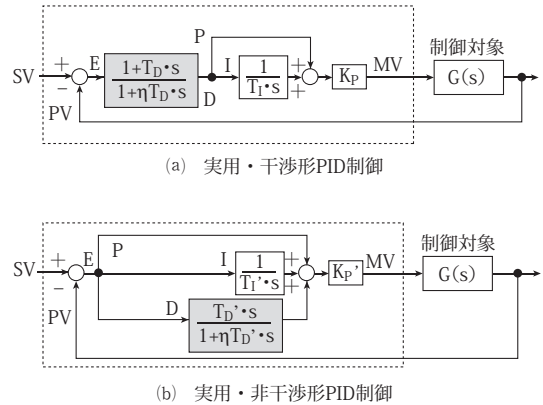 P
制御対象
SV + − E 1+T_D•s / 1+ηT_D•s I 1 / T_I•s + + K_P MV G(s)
D
PV
(a) 実用・干渉形PID制御
P
制御対象
SV + − E I 1 / T_I'•s + + K_P' MV G(s)
PV D T_D'•s / 1+ηT_D'•s
(b) 実用・非干渉形PID制御